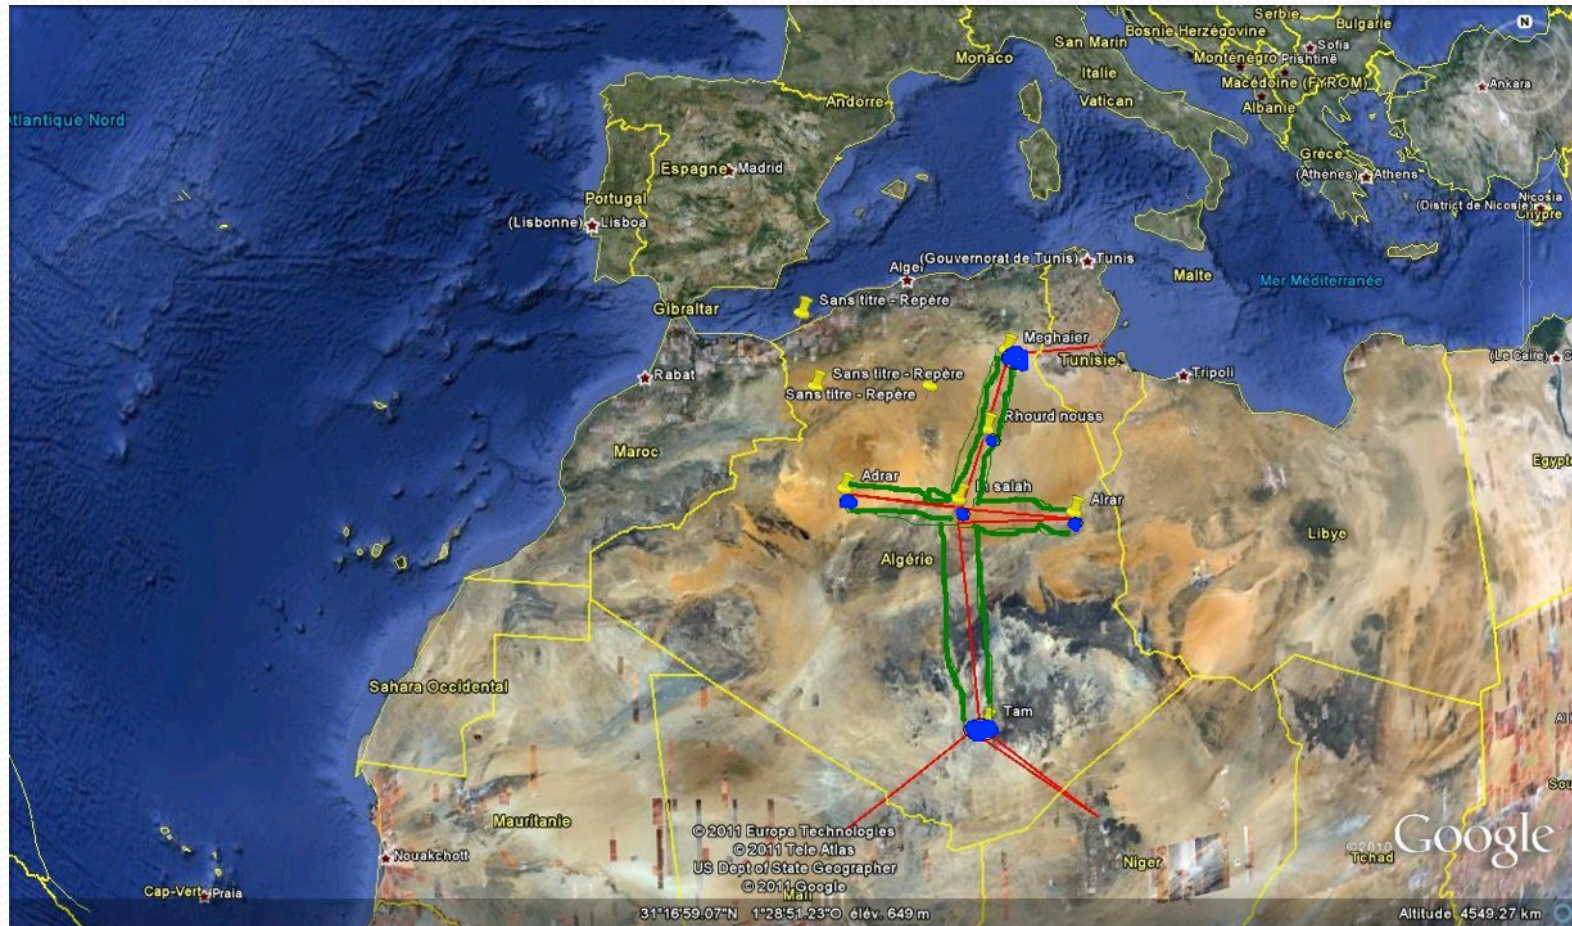 Serbie
Bulgarie
N
Bosnie Herzégovine
San Marin
Sofia
Monaco
Monténégro
Prishtinë
Italie
Macédoine (FYROM)
Ankara
Andorre
Vatican
Albanie
Atlantique Nord
Grèce
Espagne
Madrid
(Athènes)
Athens
Portugal
Nicosia
(District de Nicosie)
Chypre
(Lisbonne)
Lisboa
(Gouvernorat de Tunis)
Tunis
Alger
Malte
Mer Méditerranée
Sans titre - Repère
Gibraltar
Meghaier
Tunisie
(Le Caire)
Rabat
Sans titre - Repère
Tripoli
Sans titre - Repère
Rhourd nouss
Maroc
Egypte
Adrar
In salah
Alrar
Libye
Algérie
Sahara Occidental
Tam
Mauritanie
© 2011 Europa Technologies
© 2011 Tele Atlas
US Dept of State Geographer
© 2011 Google
©2010
Google
Nouakchott
Niger
Tchad
Cap-Vert
Praia
Mali
31°16'59.07"N 1°28'51.23"O élév. 649 m
Altitude 4549.27 km